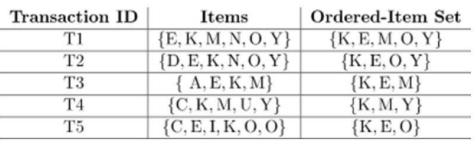 Transaction ID Items Ordered-Item Set
T1 {E, K, M, N, O, Y} {K, E, M, O, Y}
T2 {D, E, K, N, O, Y} {K, E, O, Y}
T3 { A, E, K, M} {K, E, M}
T4 {C, K, M, U, Y} {K, M, Y}
T5 {C, E, I, K, O, O} {K, E, O}